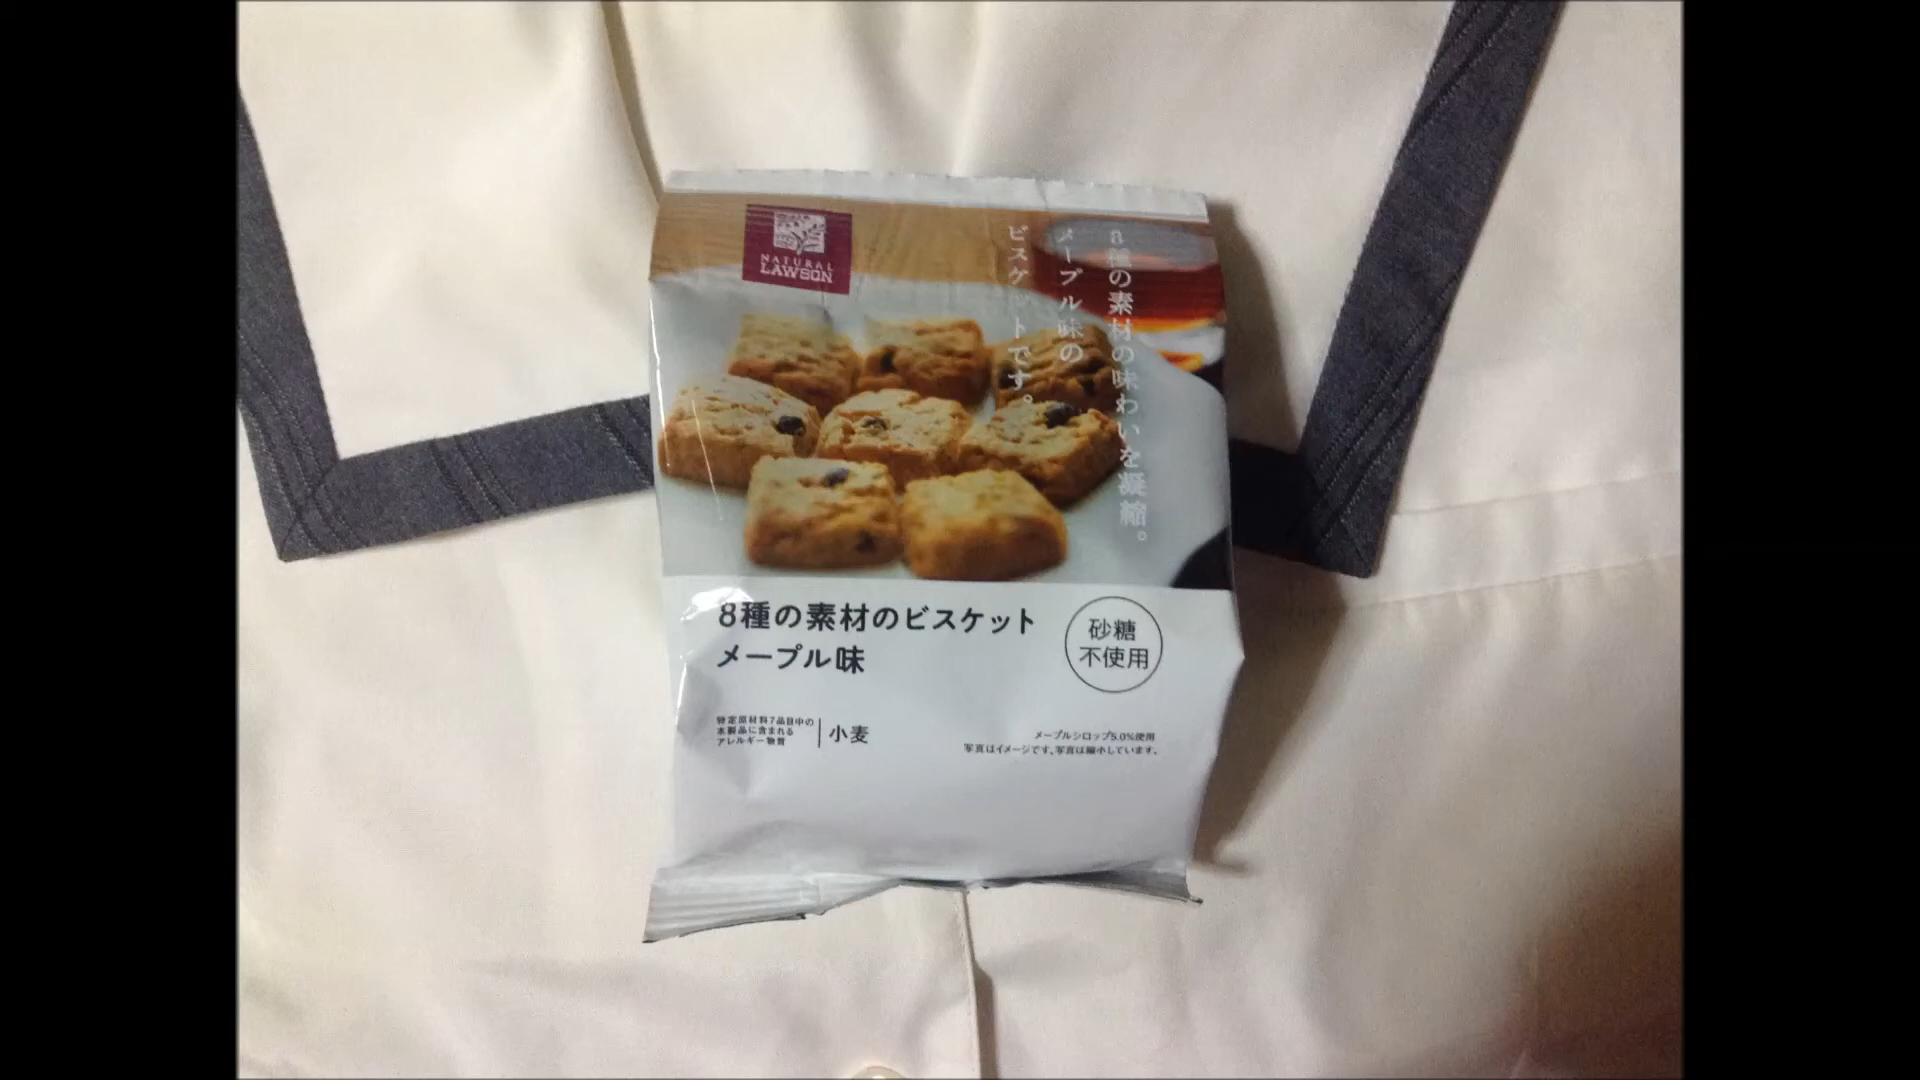 NATURAL
LAWSON
8種の素材の味わいを凝縮。
メープル味の
ビスケットです。
8種の素材のビスケット
メープル味
砂糖
不使用
特定原材料7品目中の
本製品に含まれる
アレルギー物質
小麦
メープルシロップ5.0%使用
写真はイメージです。写真は縮小しています。